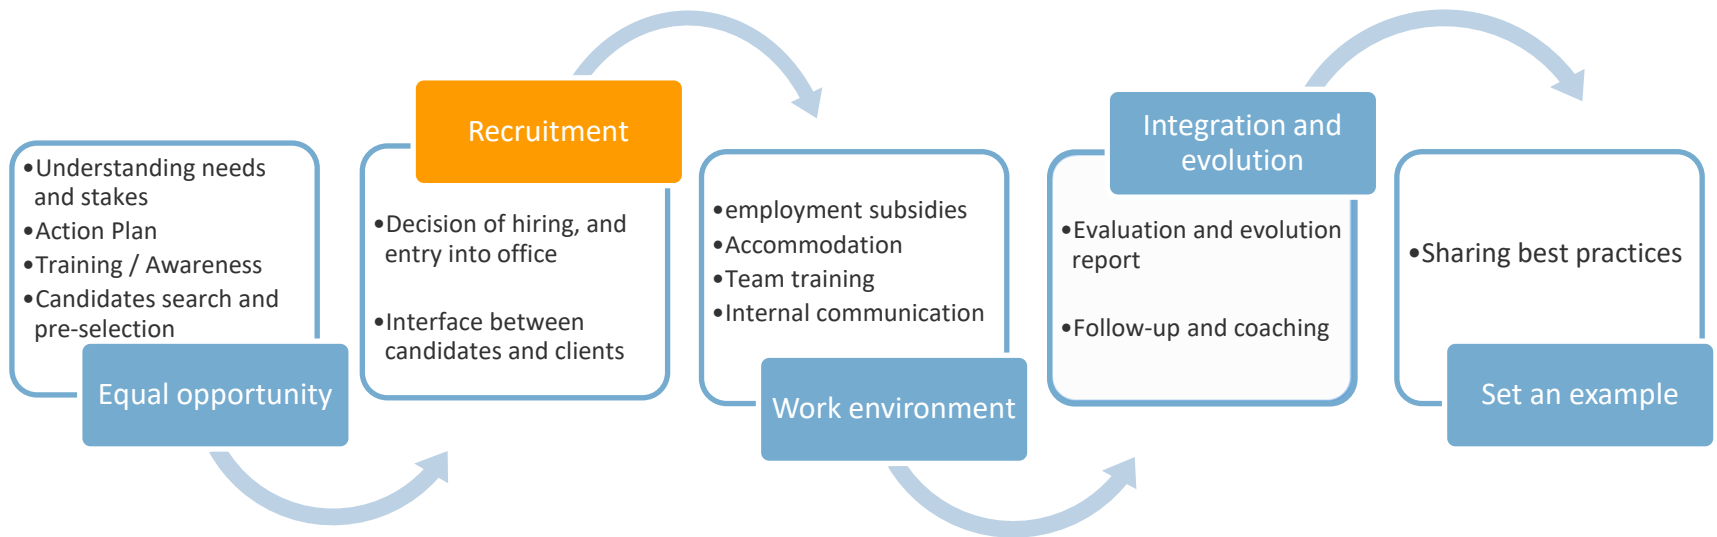 •Understanding needs
and stakes
•Action Plan
•Training / Awareness
•Candidates search and
pre-selection
Equal opportunity
Recruitment
•Decision of hiring, and
entry into office
•Interface between
candidates and clients
•employment subsidies
•Accommodation
•Team training
•Internal communication
Work environment
Integration and
evolution
•Evaluation and evolution
report
•Follow-up and coaching
•Sharing best practices
Set an example